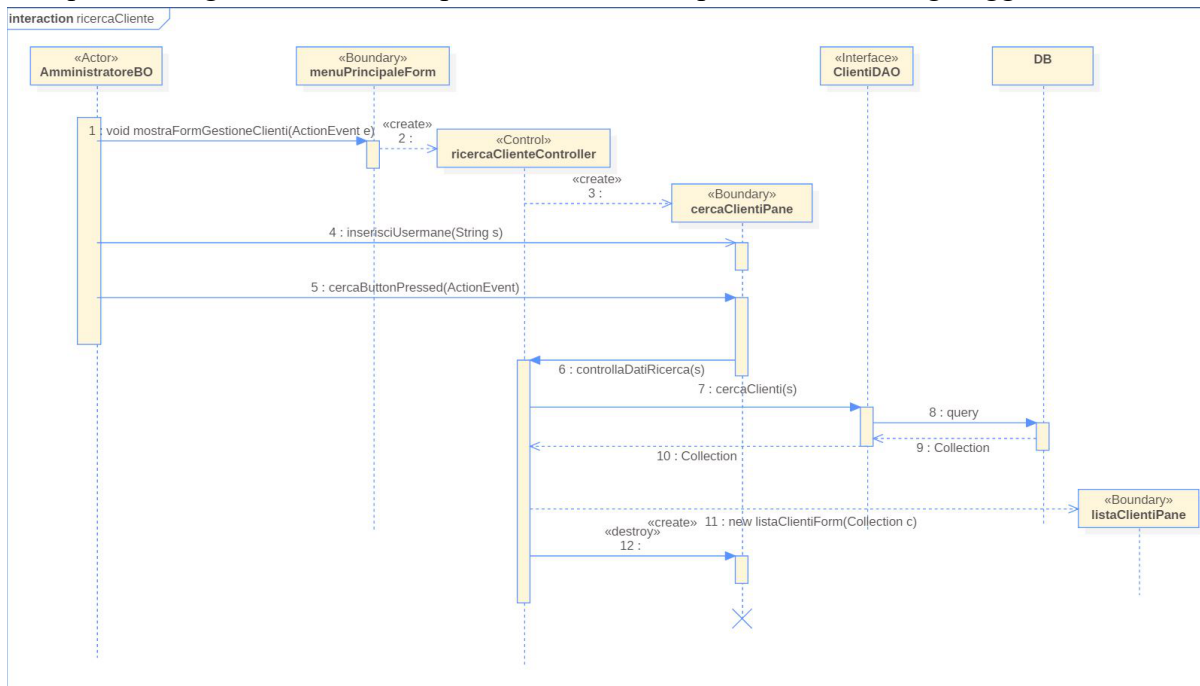 interaction ricercaCliente
«Actor»
AmministratoreBO
«Boundary»
menuPrincipaleForm
«Interface»
ClientiDAO
DB
1 : void mostraFormGestioneClienti(ActionEvent e)
«create»
2 :
«Control»
ricercaClienteController
«create»
3 :
«Boundary»
cercaClientiPane
4 : inserisciUsermane(String s)
5 : cercaButtonPressed(ActionEvent)
6 : controllaDatiRicerca(s)
7 : cercaClienti(s)
8 : query
9 : Collection
10 : Collection
«Boundary»
listaClientiPane
«create» 11 : new listaClientiForm(Collection c)
«destroy»
12 :